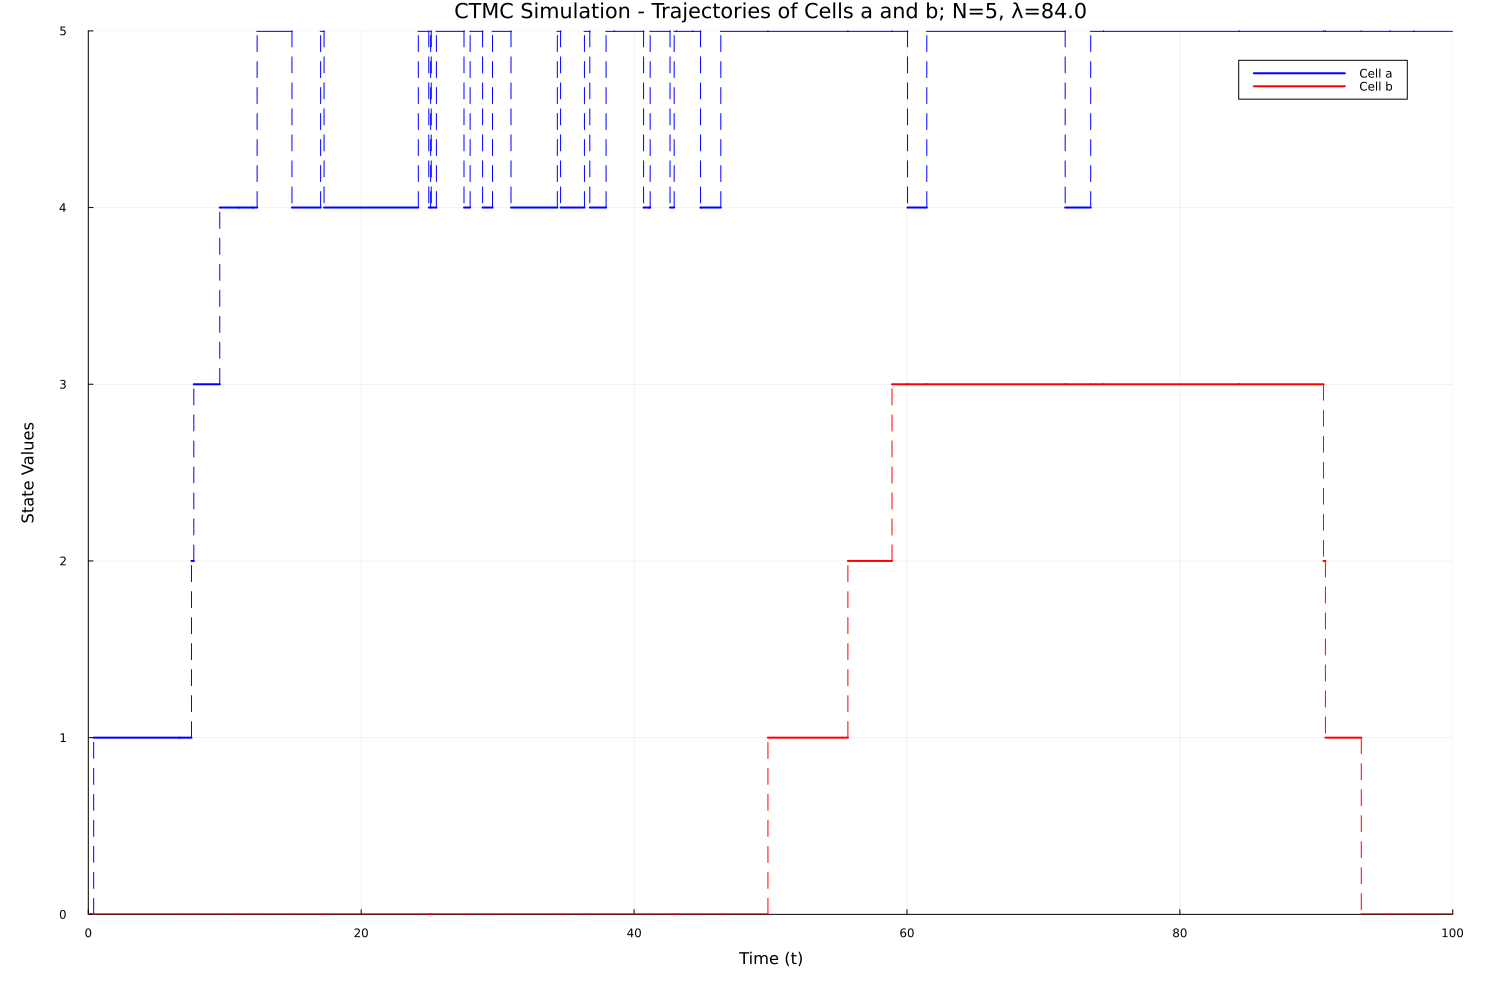 CTMC Simulation - Trajectories of Cells a and b; N=5, λ=84.0
5
Cell a
Cell b
4
3
State Values
2
1
0
0 20 40 60 80 100
Time (t)